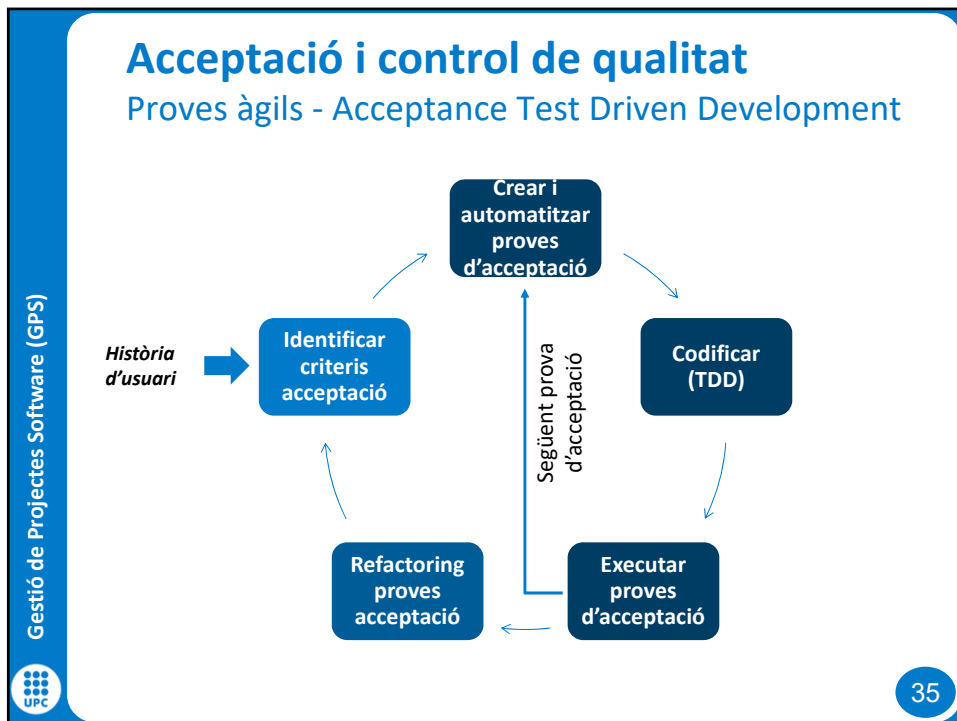 Acceptació i control de qualitat
Proves àgils - Acceptance Test Driven Development
Crear i
automatitzar
proves
d'acceptació
Història
d'usuari
Identificar
criteris
acceptació
Codificar
(TDD)
Següent prova
d'acceptació
Refactoring
proves
acceptació
Executar
proves
d'acceptació
Gestió de Projectes Software (GPS)
UPC
35